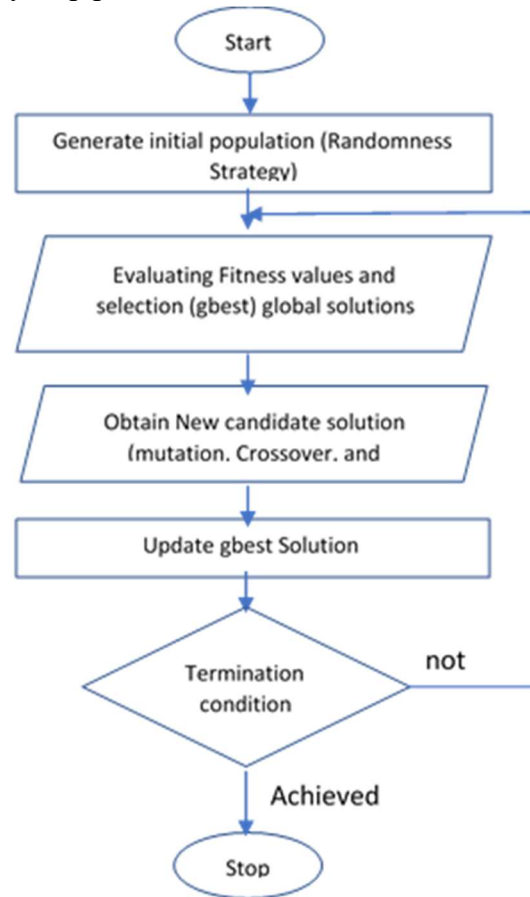 Start
Generate initial population (Randomness
Strategy)
Evaluating Fitness values and
selection (gbest) global solutions
Obtain New candidate solution
(mutation. Crossover. and
Update gbest Solution
Termination
condition
not
Achieved
Stop